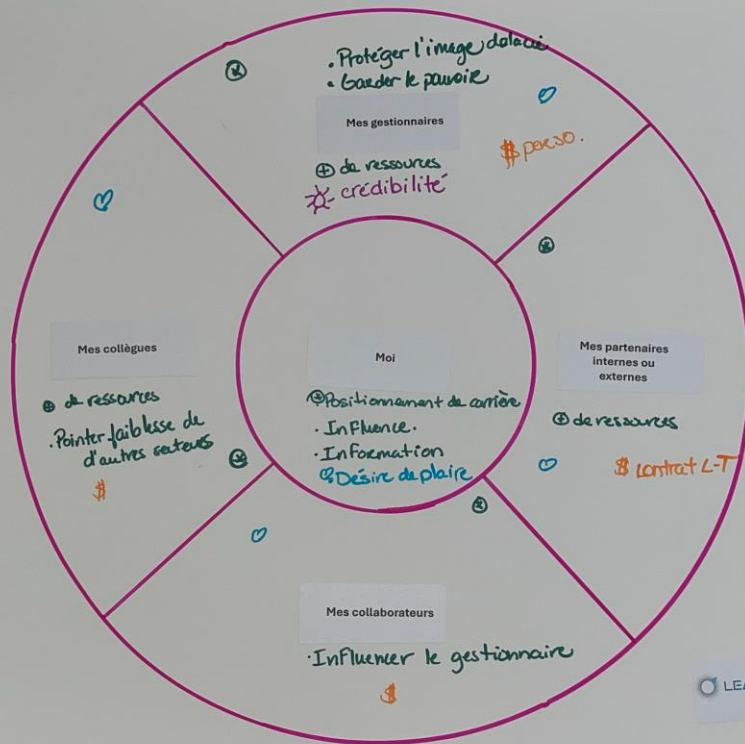 . Protéger l'image dalacié
• Garder le pouvoir
Mes gestionnaires
$ perso.
⊕ de ressources
crédibilité
Mes collègues
⊕ de ressources
. Pointer faiblesse de
d'autres secteurs
$
Moi
Positionnement de carrière
· Influence.
· Information
Désire de plaire
Mes partenaires
internes ou
externes
⊕ de ressources
$ contrat L-T
Mes collaborateurs
· Influencer le gestionnaire
$